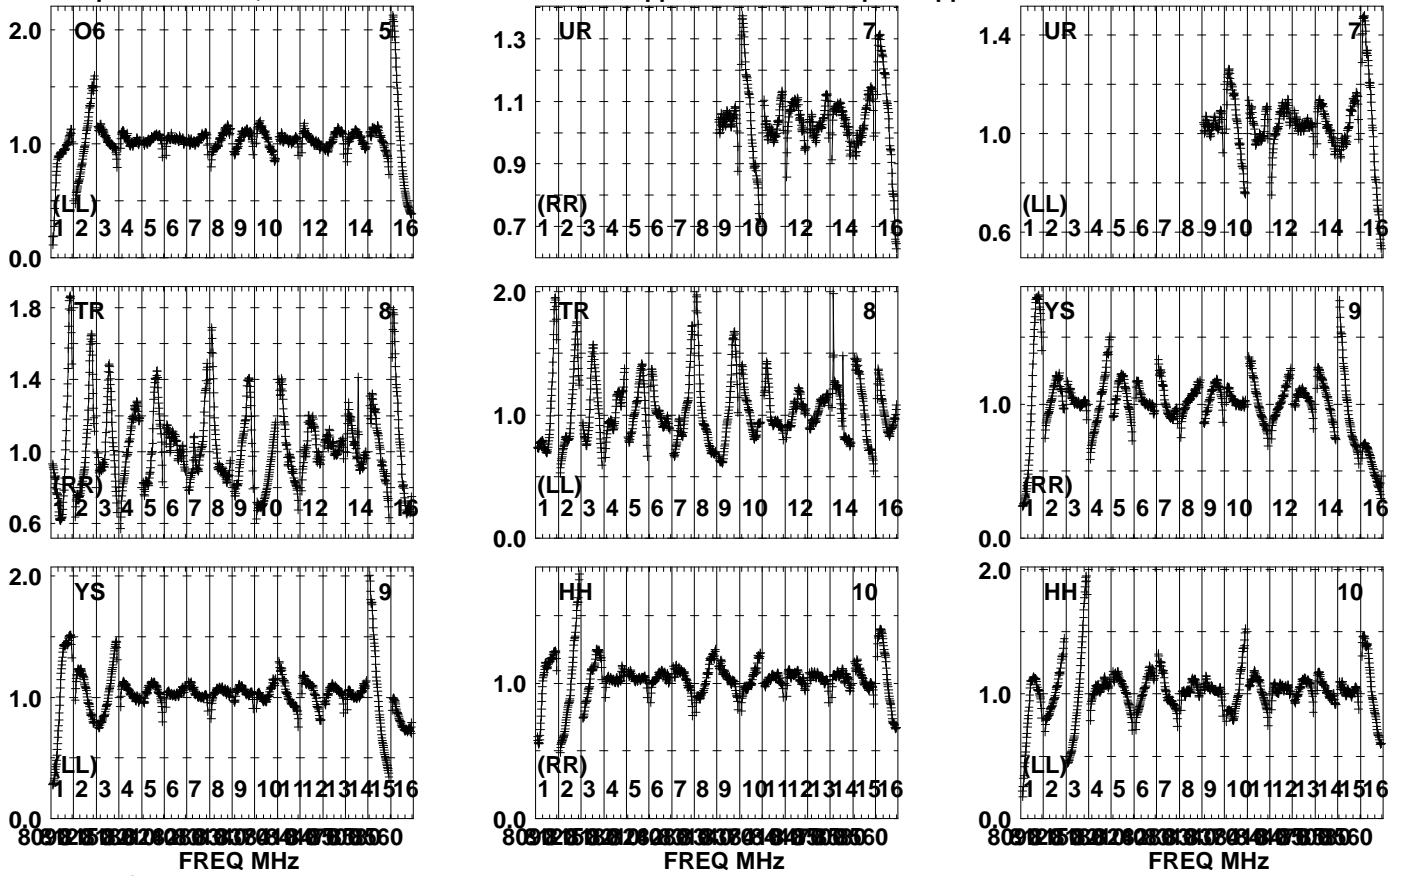 2.0 O6 5
1.0
(LL)
1 2 3 4 5 6 7 8 9 10 12 14 16
0.0
1.3 UR 7
1.1
0.9
(RR)
0.7 1 2 3 4 5 6 7 8 9 10 12 14 16
1.4 UR 7
1.0
(LL)
0.6 1 2 3 4 5 6 7 8 9 10 12 14 16
1.8 TR 8
1.4
1.0
(RR)
0.6 1 2 3 4 5 6 7 8 9 10 12 14 16
2.0 TR 8
1.0
(LL)
1 2 3 4 5 6 7 8 9 10 12 14 16
0.0
YS 9
1.0
(RR)
1 2 3 4 5 6 7 8 9 10 12 14 16
0.0
2.0 YS 9
1.0
(LL)
1 2 3 4 5 6 7 8 9 10 11 12 13 14 15 16
0.0
FREQ MHz
HH 10
1.0
(RR)
1 2 3 4 5 6 7 8 9 10 11 12 13 14 15 16
0.0
FREQ MHz
2.0 HH 10
1.0
(LL)
1 2 3 4 5 6 7 8 9 10 11 12 13 14 15 16
0.0
FREQ MHz